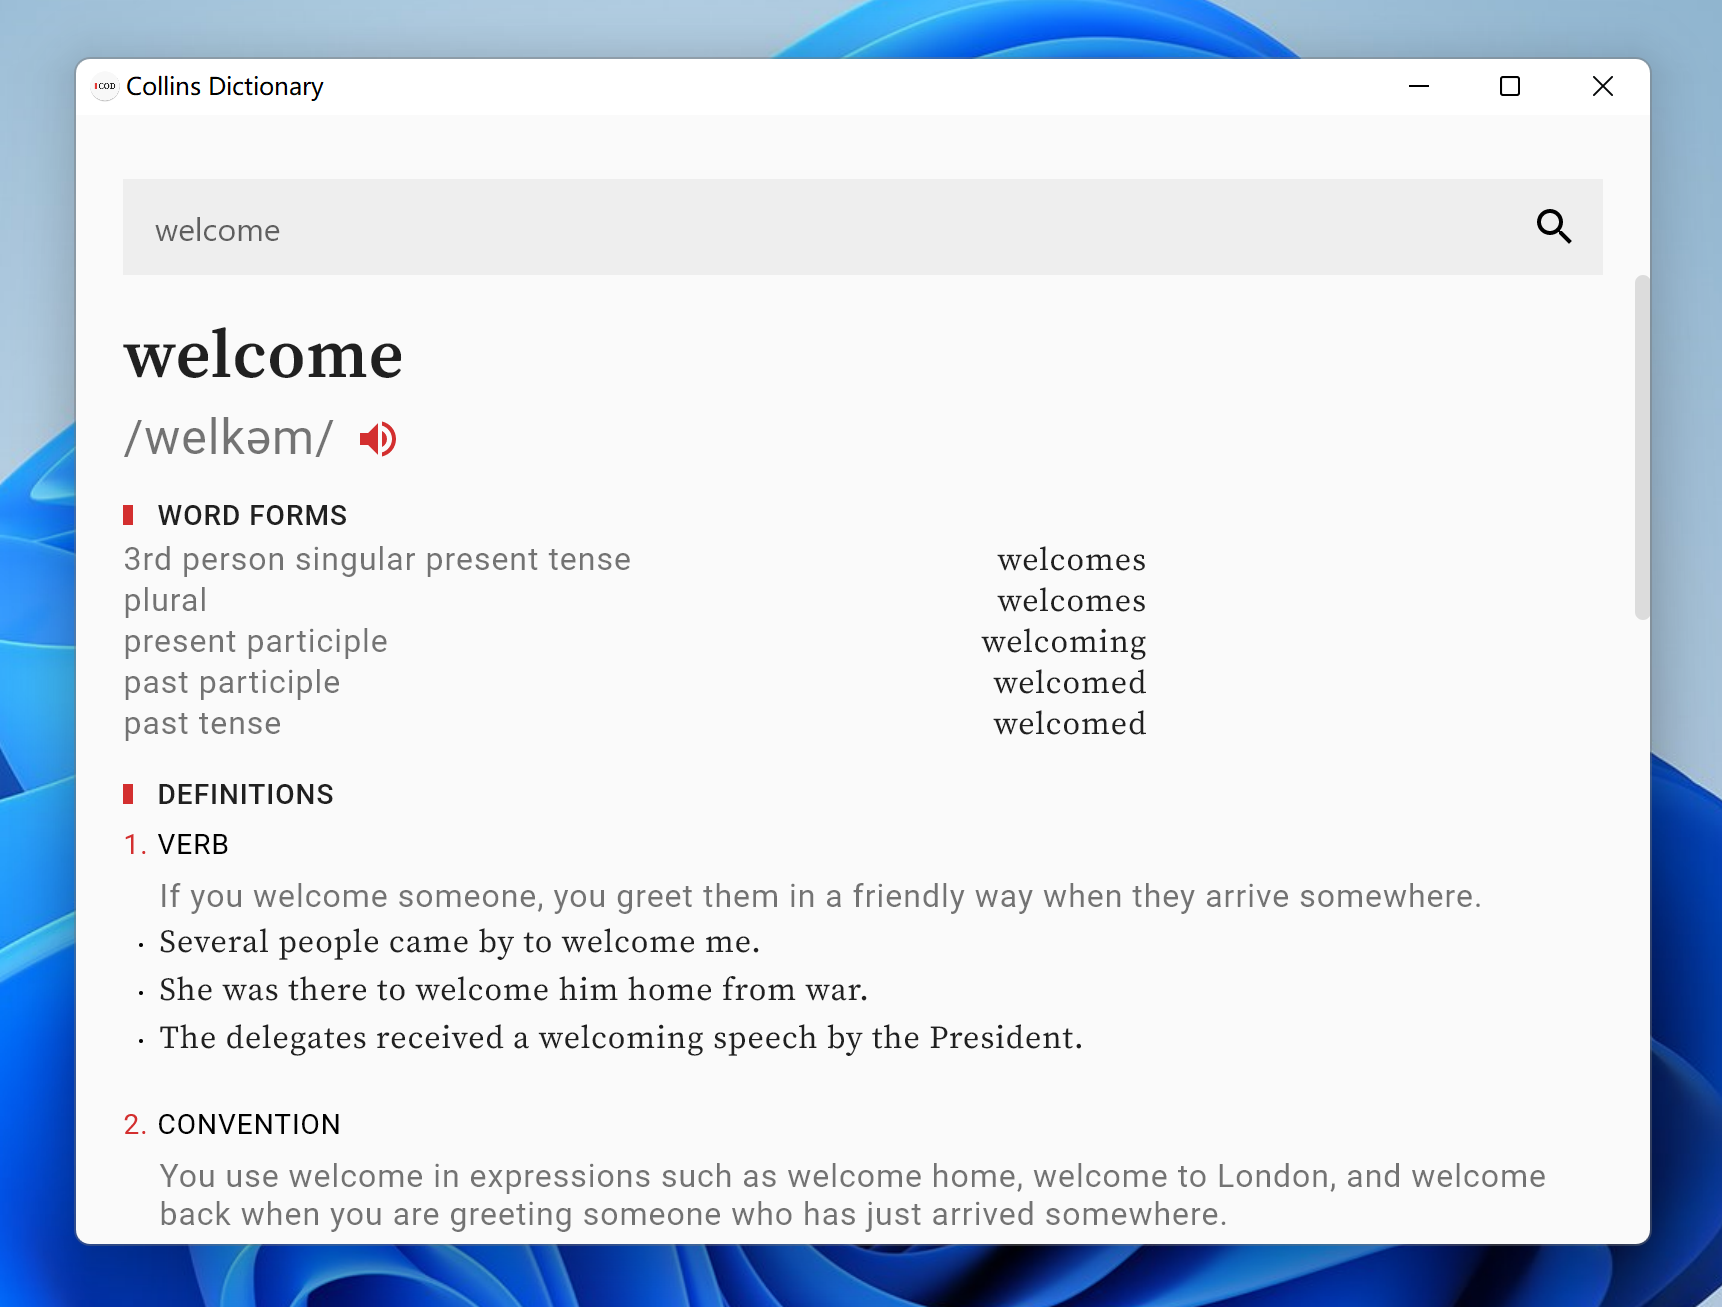 COD Collins Dictionary
welcome
welcome
/welkəm/
WORD FORMS
3rd person singular present tense welcomes
plural welcomes
present participle welcoming
past participle welcomed
past tense welcomed
DEFINITIONS
1. VERB
If you welcome someone, you greet them in a friendly way when they arrive somewhere.
· Several people came by to welcome me.
· She was there to welcome him home from war.
· The delegates received a welcoming speech by the President.
2. CONVENTION
You use welcome in expressions such as welcome home, welcome to London, and welcome
back when you are greeting someone who has just arrived somewhere.